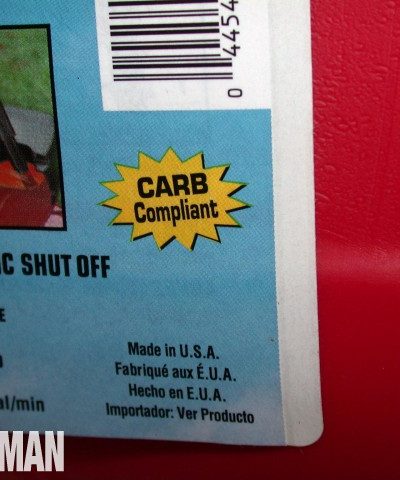 0 4454
CARB
Compliant
C SHUT OFF
E
al/min
Made in U.S.A.
Fabriqué aux É.U.A.
Hecho en E.U.A.
Importador: Ver Producto
MAN